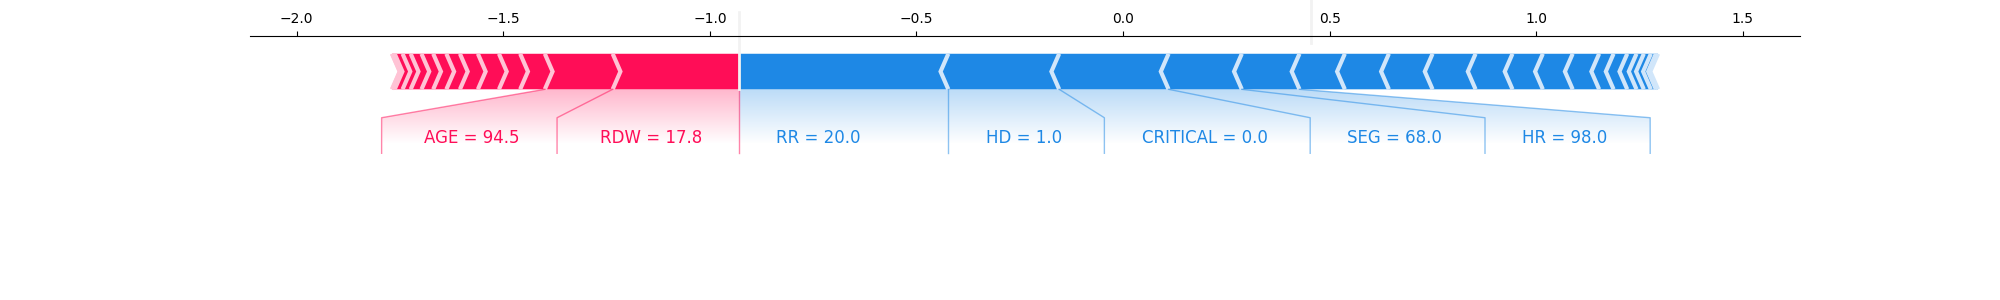 −2.0 −1.5 −1.0 −0.5 0.0 0.5 1.0 1.5
AGE = 94.5 RDW = 17.8 RR = 20.0 HD = 1.0 CRITICAL = 0.0 SEG = 68.0 HR = 98.0